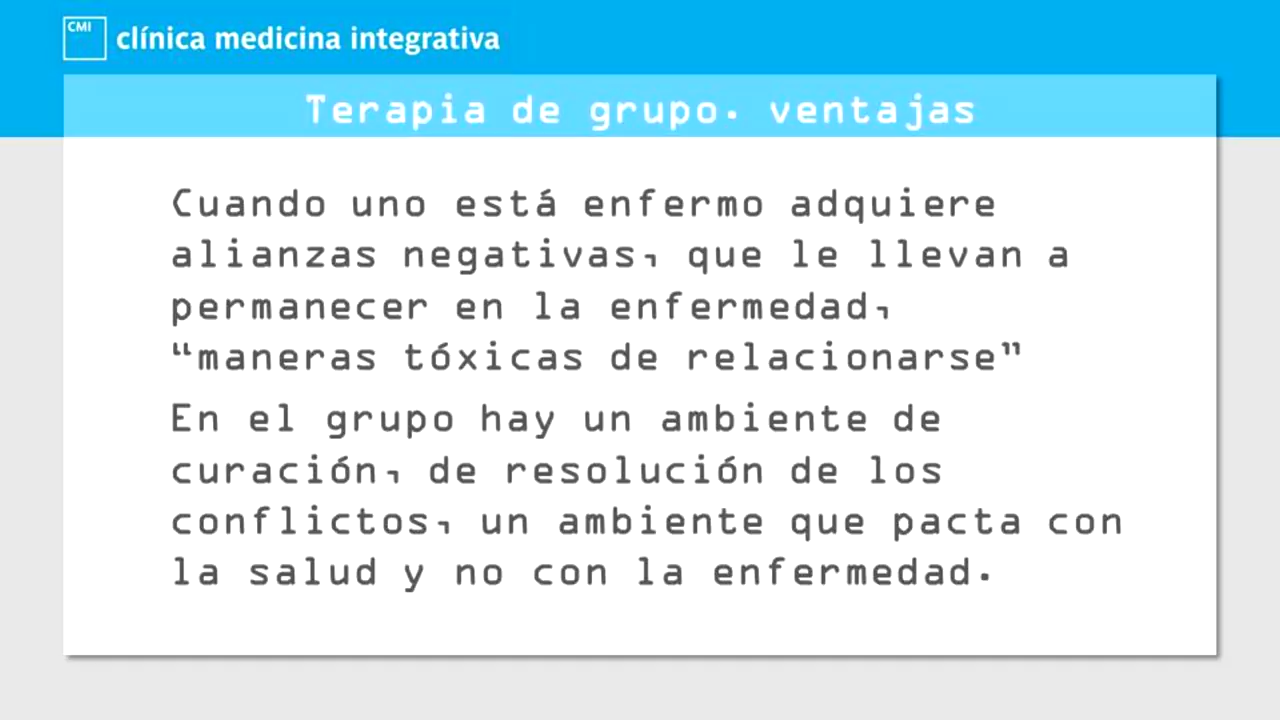 CMI
clínica medicina integrativa
Terapia de grupo. ventajas
Cuando uno está enfermo adquiere
alianzas negativas, que le llevan a
permanecer en la enfermedad,
“maneras tóxicas de relacionarse”
En el grupo hay un ambiente de
curación, de resolución de los
conflictos, un ambiente que pacta con
la salud y no con la enfermedad.